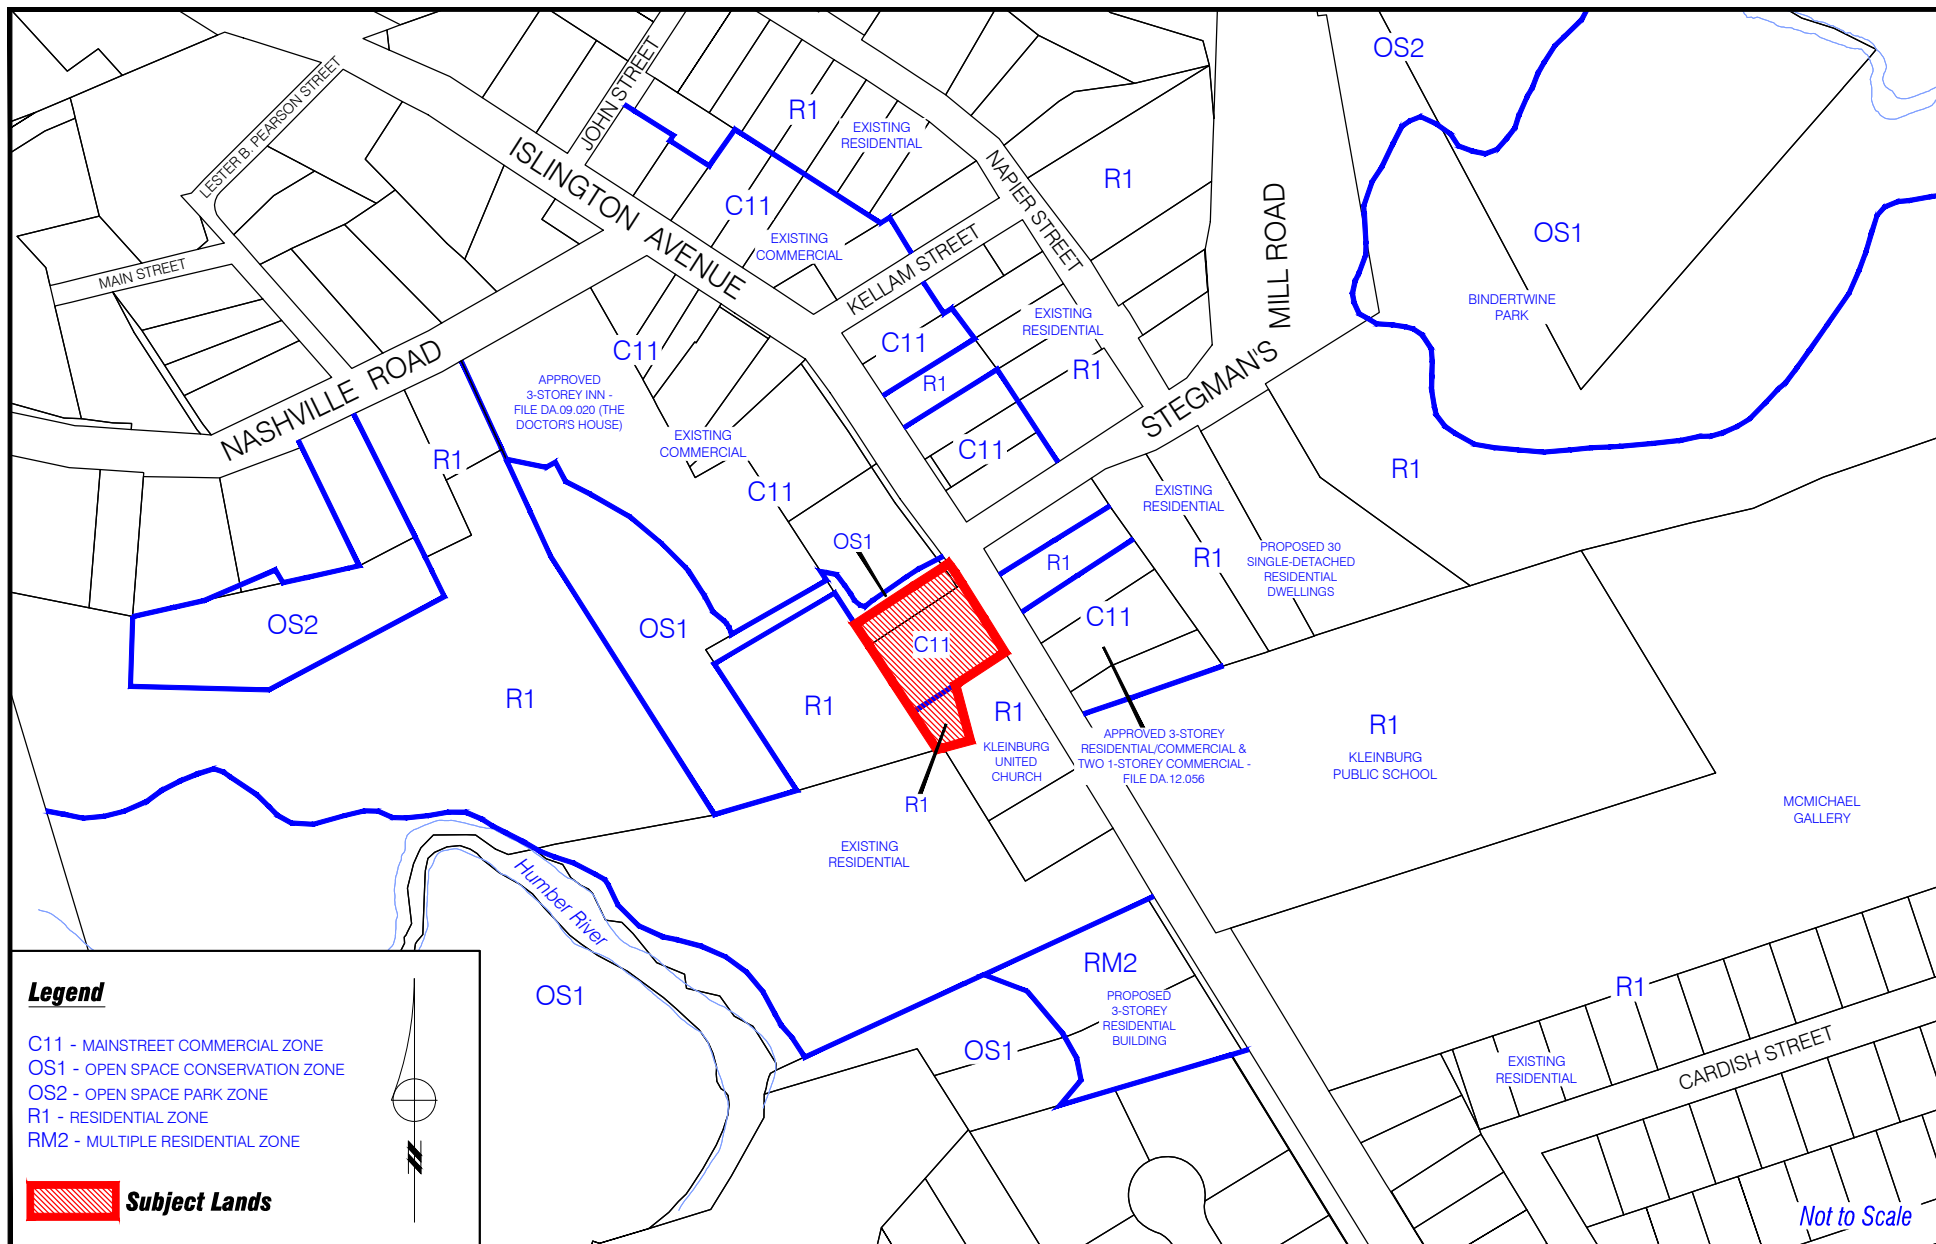 OS2
LESTER B. PEARSON STREET
JOHN STREET
R1
EXISTING
RESIDENTIAL
ISLINGTON AVENUE
NAPIER STREET
R1
C11
EXISTING
COMMERCIAL
KELLAM STREET
MAIN STREET
STEGMAN'S MILL ROAD
OS1
BINDERTWINE
PARK
EXISTING
RESIDENTIAL
R1
C11
R1
C11
C11
NASHVILLE ROAD
APPROVED
3-STOREY INN -
FILE DA.09.020 (THE
DOCTOR'S HOUSE)
EXISTING
COMMERCIAL
C11
R1
R1
EXISTING
RESIDENTIAL
R1
PROPOSED 30
SINGLE-DETACHED
RESIDENTIAL
DWELLINGS
OS1
R1
C11
OS2
OS1
C11
R1
R1
R1
KLEINBURG
UNITED
CHURCH
R1
APPROVED 3-STOREY
RESIDENTIAL/COMMERCIAL &
TWO 1-STOREY COMMERCIAL -
FILE DA.12.056
R1
KLEINBURG
PUBLIC SCHOOL
MCMICHAEL
GALLERY
EXISTING
RESIDENTIAL
Humber River
OS1
RM2
PROPOSED
3-STOREY
RESIDENTIAL
BUILDING
OS1
R1
EXISTING
RESIDENTIAL
CARDISH STREET
Legend
C11 - MAINSTREET COMMERCIAL ZONE
OS1 - OPEN SPACE CONSERVATION ZONE
OS2 - OPEN SPACE PARK ZONE
R1 - RESIDENTIAL ZONE
RM2 - MULTIPLE RESIDENTIAL ZONE
N
Subject Lands
Not to Scale